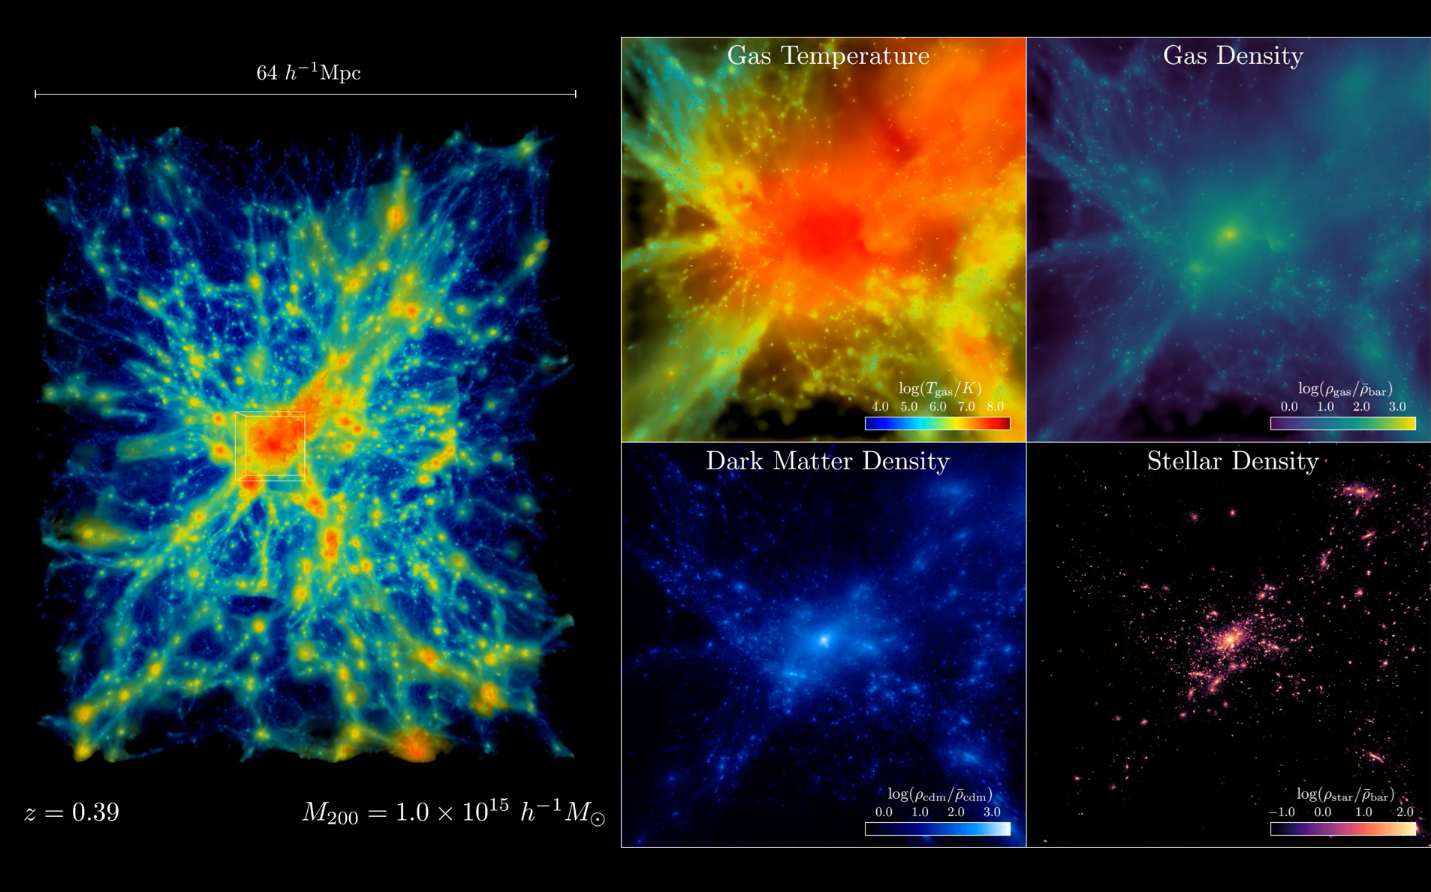 64 h⁻¹Mpc
z = 0.39
M₂₀₀ = 1.0 × 10¹⁵ h⁻¹M☉
Gas Temperature
log(T_gas/K)
4.0 5.0 6.0 7.0 8.0
Gas Density
log(ρ_gas/ρ̄_bar)
0.0 1.0 2.0 3.0
Dark Matter Density
log(ρ_cdm/ρ̄_cdm)
0.0 1.0 2.0 3.0
Stellar Density
log(ρ_star/ρ̄_bar)
−1.0 0.0 1.0 2.0